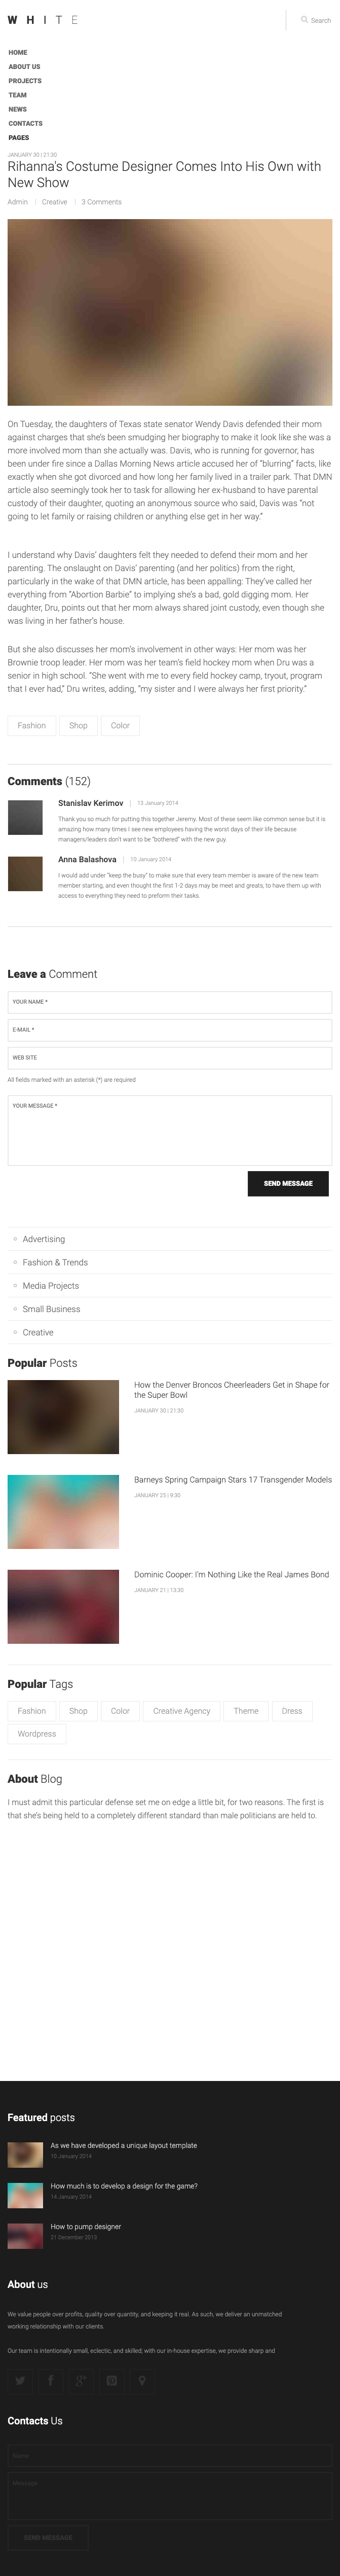 W H I T E
Search
HOME
ABOUT US
PROJECTS
TEAM
NEWS
CONTACTS
PAGES
JANUARY 30 | 21:30
Rihanna's Costume Designer Comes Into His Own with
New Show
Admin | Creative | 3 Comments
On Tuesday, the daughters of Texas state senator Wendy Davis defended their mom
against charges that she's been smudging her biography to make it look like she was a
more involved mom than she actually was. Davis, who is running for governor, has
been under fire since a Dallas Morning News article accused her of “blurring” facts, like
exactly when she got divorced and how long her family lived in a trailer park. That DMN
article also seemingly took her to task for allowing her ex-husband to have parental
custody of their daughter, quoting an anonymous source who said, Davis was “not
going to let family or raising children or anything else get in her way.”
I understand why Davis' daughters felt they needed to defend their mom and her
parenting. The onslaught on Davis' parenting (and her politics) from the right,
particularly in the wake of that DMN article, has been appalling: They've called her
everything from “Abortion Barbie” to implying she's a bad, gold digging mom. Her
daughter, Dru, points out that her mom always shared joint custody, even though she
was living in her father's house.
But she also discusses her mom's involvement in other ways: Her mom was her
Brownie troop leader. Her mom was her team's field hockey mom when Dru was a
senior in high school. “She went with me to every field hockey camp, tryout, program
that I ever had,” Dru writes, adding, “my sister and I were always her first priority.”
Fashion Shop Color
Comments (152)
Stanislav Kerimov | 13 January 2014
Thank you so much for putting this together Jeremy. Most of these seem like common sense but it is
amazing how many times I see new employees having the worst days of their life because
managers/leaders don't want to be “bothered” with the new guy.
Anna Balashova | 10 January 2014
I would add under “keep the busy” to make sure that every team member is aware of the new team
member starting, and even thought the first 1-2 days may be meet and greats, to have them up with
access to everything they need to preform their tasks.
Leave a Comment
YOUR NAME *
E-MAIL *
WEB SITE
All fields marked with an asterisk (*) are required
YOUR MESSAGE *
SEND MESSAGE
Advertising
Fashion & Trends
Media Projects
Small Business
Creative
Popular Posts
How the Denver Broncos Cheerleaders Get in Shape for
the Super Bowl
JANUARY 30 | 21:30
Barneys Spring Campaign Stars 17 Transgender Models
JANUARY 25 | 9:30
Dominic Cooper: I'm Nothing Like the Real James Bond
JANUARY 21 | 13:30
Popular Tags
Fashion Shop Color Creative Agency Theme Dress
Wordpress
About Blog
I must admit this particular defense set me on edge a little bit, for two reasons. The first is
that she's being held to a completely different standard than male politicians are held to.
Featured posts
As we have developed a unique layout template
10 January 2014
How much is to develop a design for the game?
14 January 2014
How to pump designer
21 December 2013
About us
We value people over profits, quality over quantity, and keeping it real. As such, we deliver an unmatched
working relationship with our clients.
Our team is intentionally small, eclectic, and skilled; with our in-house expertise, we provide sharp and
Contacts Us
Name
Message
SEND MESSAGE